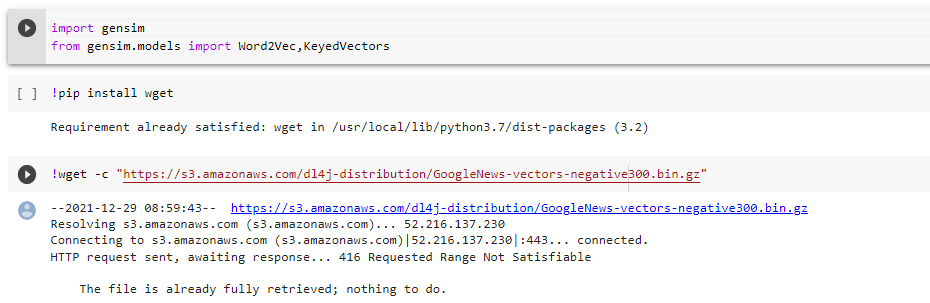 import gensim
from gensim.models import Word2Vec,KeyedVectors
[ ] !pip install wget
Requirement already satisfied: wget in /usr/local/lib/python3.7/dist-packages (3.2)
!wget -c "https://s3.amazonaws.com/dl4j-distribution/GoogleNews-vectors-negative300.bin.gz"
--2021-12-29 08:59:43--  https://s3.amazonaws.com/dl4j-distribution/GoogleNews-vectors-negative300.bin.gz
Resolving s3.amazonaws.com (s3.amazonaws.com)... 52.216.137.230
Connecting to s3.amazonaws.com (s3.amazonaws.com)|52.216.137.230|:443... connected.
HTTP request sent, awaiting response... 416 Requested Range Not Satisfiable
The file is already fully retrieved; nothing to do.